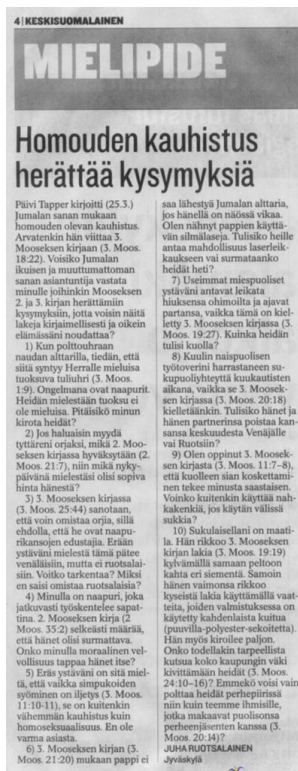 4 | KESKISUOMALAINEN
MIELIPIDE
Homouden kauhistus
herättää kysymyksiä
Päivi Tapper kirjoitti (25.3.)
Jumalan sanan mukaan
homouden olevan kauhistus.
Arvatenkin hän viittaa 3.
Mooseksen kirjaan (3. Moos.
18:22). Voisiko Jumalan
ikuisen ja muuttumattoman
sanan asiantuntija vastata
minulle joihinkin Mooseksen
2. ja 3. kirjan herättämiin
kysymyksiin, jotta voisin näitä
lakeja kirjaimellisesti ja oikein
elämässäni noudattaa?
1) Kun polttouhraan
naudan alttarilla, tiedän, että
siitä syntyy Herralle mieluisa
tuoksuva tuliuhri (3. Moos.
1:9). Ongelmana ovat naapurit.
Heidän mielestään tuoksu ei
ole mieluisa. Pitäisikö minun
kirota heidät?
2) Jos haluaisin myydä
tyttäreni orjaksi, mikä 2. Moo-
seksen kirjassa hyväksytään (2.
Moos. 21:7), niin mikä nyky-
päivänä mielestäsi olisi sopiva
hinta hänestä?
3) 3. Mooseksen kirjassa
(3. Moos. 25:44) sanotaan,
että voin omistaa orjia, sillä
ehdolla, että he ovat naapu-
rikansojen edustajia. Erään
ystäväni mielestä tämä pätee
venäläisiin, mutta ei ruotsalai-
siin. Voitko tarkentaa? Miksi
en saisi omistaa ruotsalaisia?
4) Minulla on naapuri, joka
jatkuvasti työskentelee sapat-
tina. 2. Mooseksen kirja (2
Moos. 35:2) selkeästi määrää,
että hänet olisi surmattava.
Onko minulla moraalinen vel-
vollisuus tappaa hänet itse?
5) Eräs ystäväni on sitä miel-
tä, että vaikka simpukoiden
syöminen on iljetys (3. Moos.
11:10-11), se on kuitenkin
vähemmän kauhistus kuin
homoseksuaalisuus. En ole
varma asiasta.
6) 3. Mooseksen kirjan (3.
Moos. 21:20) mukaan pappi ei
saa lähestyä Jumalan alttaria,
jos hänellä on näössä vikaa.
Olen nähnyt pappien käyttä-
vän silmälaseja. Tulisiko heille
antaa mahdollisuus laserleik-
kaukseen vai surmataanko
heidät heti?
7) Useimmat miespuoliset
ystäväni antavat leikata
hiuksensa ohimoilta ja ajavat
partansa, vaikka tämä on kiel-
letty 3. Mooseksen kirjassa (3.
Moos. 19:27). Kuinka heidän
tulisi kuolla?
8) Kuulin naispuolisen
työtoverini harrastaneen su-
kupuoliyhteyttä kuukautisten
aikana, vaikka se 3. Moosek-
sen kirjassa (3. Moos. 20:18)
kielletäänkin. Tulisiko hänet ja
hänen partnerinsa poistaa kan-
sansa keskuudesta Venäjälle
vai Ruotsiin?
9) Olen oppinut 3. Moosek-
sen kirjasta (3. Moos. 11:7–8),
että kuolleen sian koskettami-
nen tekee minusta saastaisen.
Voinko kuitenkin käyttää nah-
kakenkiä, jos käytän välissä
sukkia?
10) Sukulaisellani on maati-
la. Hän rikkoo 3. Mooseksen
kirjan lakia (3. Moos. 19:19)
kylvämällä samaan peltoon
kahta eri siementä. Samoin
hänen vaimonsa rikkoo
kyseistä lakia käyttämällä vaat-
teita, joiden valmistuksessa on
käytetty kahdenlaista kuitua
(puuvilla-polyester-sekoitetta).
Hän myös kiroilee paljon.
Onko todellakin tarpeellista
kutsua koko kaupungin väki
kivittämään heidät (3. Moos.
24:10–16)? Emmekö voisi vain
polttaa heidät perhepiirissä
niin kuin teemme ihmisille,
jotka makaavat puolisonsa
perheenjäsenten kanssa (3.
Moos. 20:14)?
JUHA RUOTSALAINEN
Jyväskylä